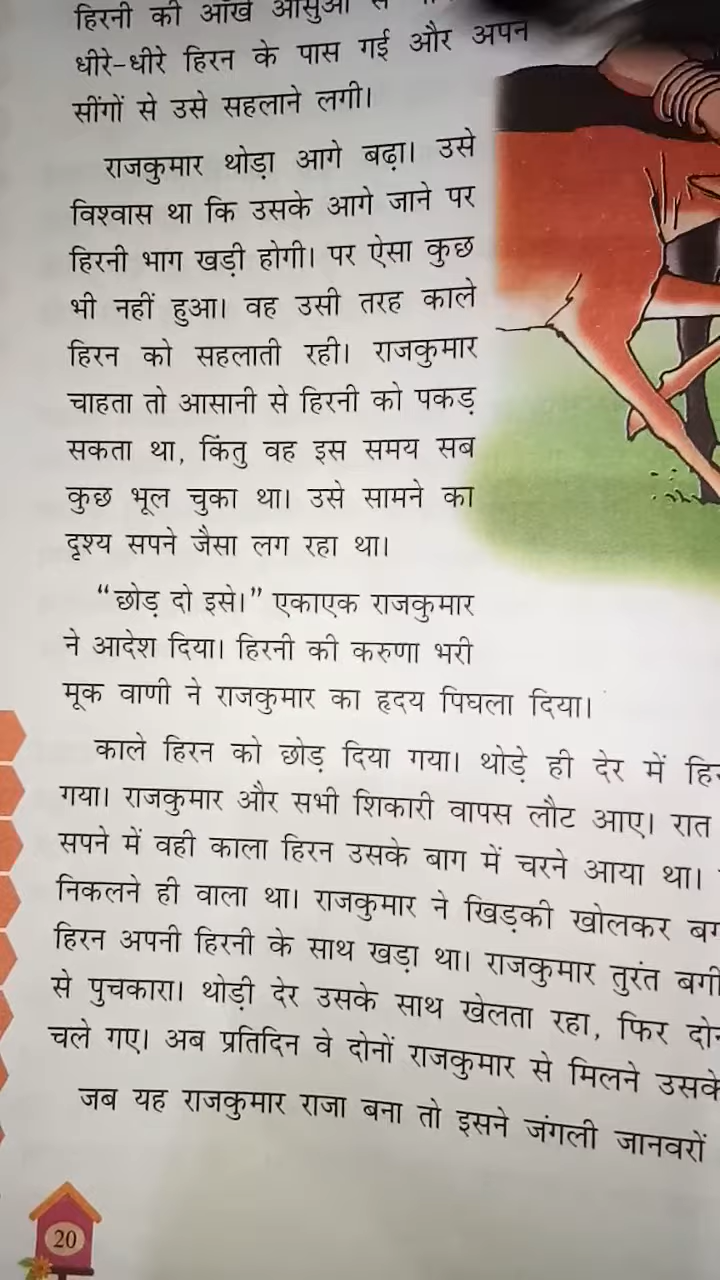 हिरनी की आँखें आँसुओं से
धीरे-धीरे हिरन के पास गई और अपने
सींगों से उसे सहलाने लगी।
राजकुमार थोड़ा आगे बढ़ा। उसे
विश्वास था कि उसके आगे जाने पर
हिरनी भाग खड़ी होगी। पर ऐसा कुछ
भी नहीं हुआ। वह उसी तरह काले
हिरन को सहलाती रही। राजकुमार
चाहता तो आसानी से हिरनी को पकड़
सकता था, किंतु वह इस समय सब
कुछ भूल चुका था। उसे सामने का
दृश्य सपने जैसा लग रहा था।
“छोड़ दो इसे।” एकाएक राजकुमार
ने आदेश दिया। हिरनी की करुणा भरी
मूक वाणी ने राजकुमार का हृदय पिघला दिया।
काले हिरन को छोड़ दिया गया। थोड़े ही देर में
गया। राजकुमार और सभी शिकारी वापस लौट आए। रात
सपने में वही काला हिरन उसके बाग में चरने आया था।
निकलने ही वाला था। राजकुमार ने खिड़की खोलकर
हिरन अपनी हिरनी के साथ खड़ा था। राजकुमार तुरंत
से पुचकारा। थोड़ी देर उसके साथ खेलता रहा, फिर
चले गए। अब प्रतिदिन वे दोनों राजकुमार से मिलने उसके
जब यह राजकुमार राजा बना तो इसने जंगली जानवरों
20